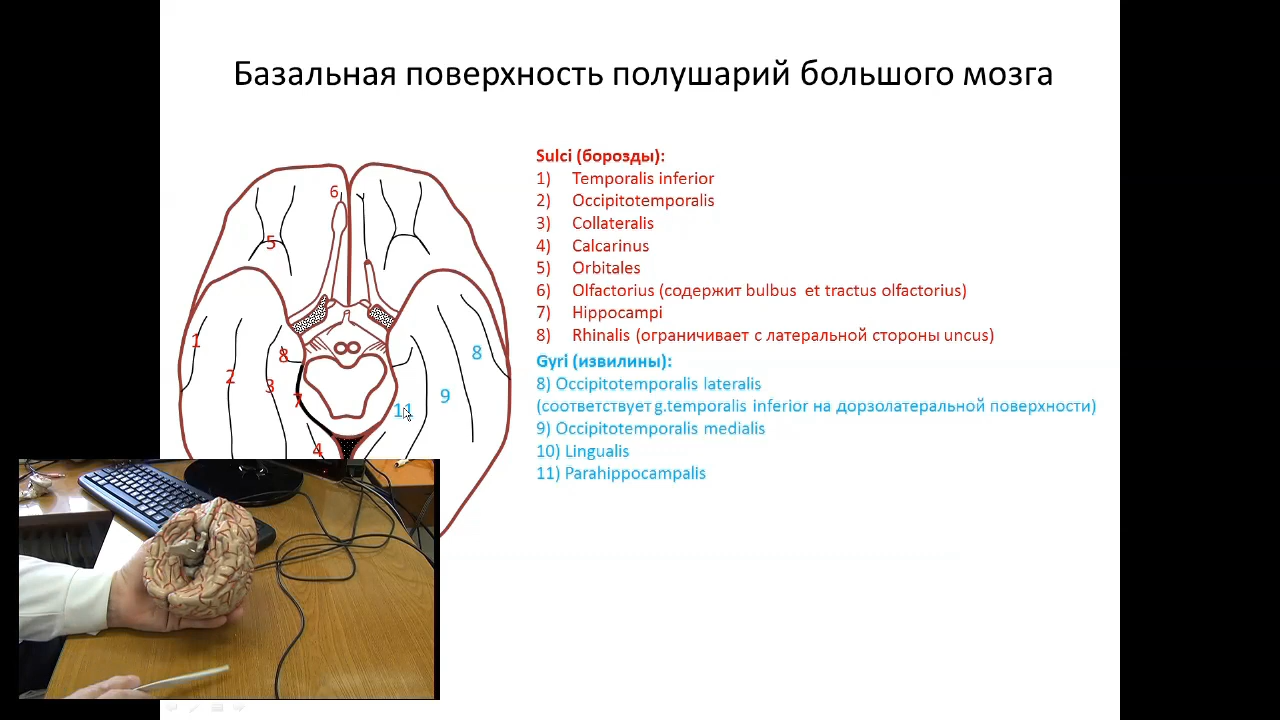 Базальная поверхность полушарий большого мозга
Sulci (борозды):
1) Temporalis inferior
2) Occipitotemporalis
3) Collateralis
4) Calcarinus
5) Orbitales
6) Olfactorius (содержит bulbus et tractus olfactorius)
7) Hippocampi
8) Rhinalis (ограничивает с латеральной стороны uncus)
Gyri (извилины):
8) Occipitotemporalis lateralis
(соответствует g.temporalis inferior на дорзолатеральной поверхности)
9) Occipitotemporalis medialis
10) Lingualis
11) Parahippocampalis
6
5
1
8
8
2
3
9
7
11
4